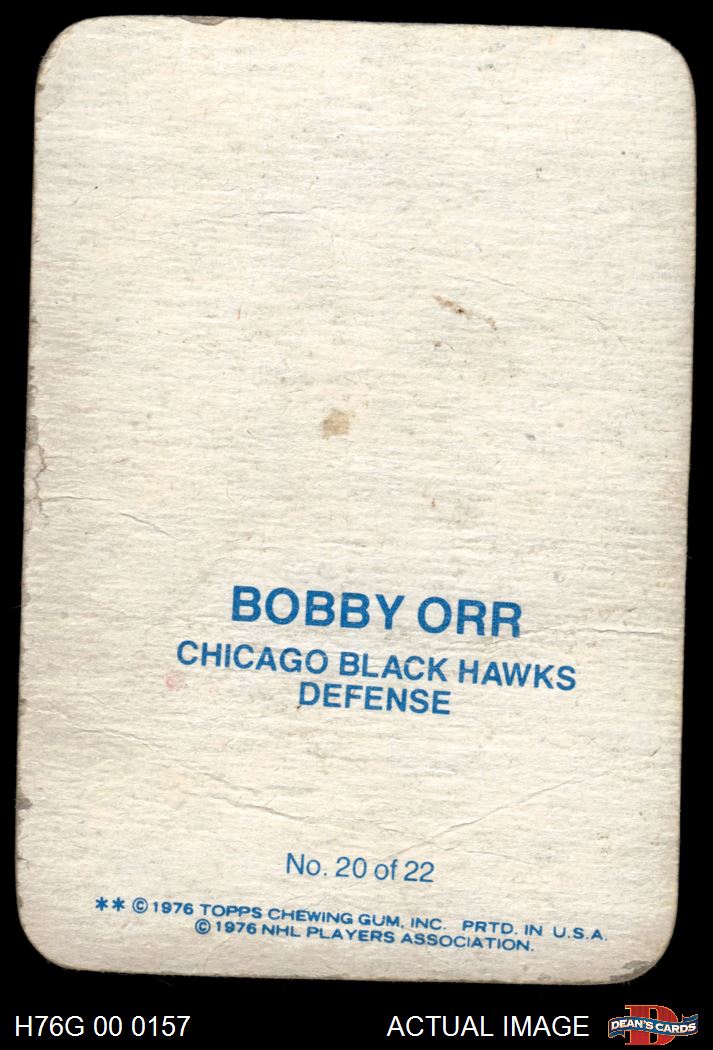 BOBBY ORR
CHICAGO BLACK HAWKS
DEFENSE
No. 20 of 22
** ©1976 TOPPS CHEWING GUM, INC. PRTD. IN U.S.A.
©1976 NHL PLAYERS ASSOCIATION.
H76G 00 0157
ACTUAL IMAGE
D
DEAN'S CARDS